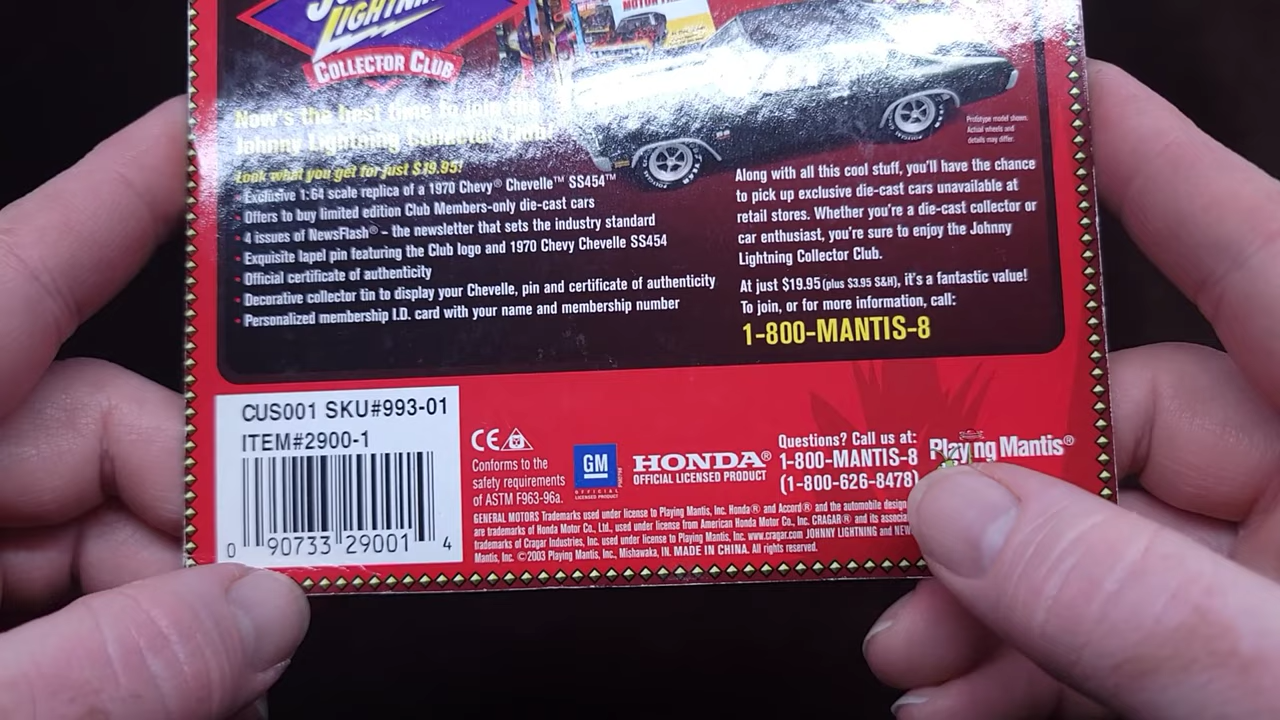 LIGHTNING
COLLECTOR CLUB
MOTOR
Now's the best time to join the
Johnny Lightning Collector Club!
Look what you get for just $19.95!
• Exclusive 1:64 scale replica of a 1970 Chevy® Chevelle™ SS454™
• Offers to buy limited edition Club Members-only die-cast cars
• 4 issues of NewsFlash® – the newsletter that sets the industry standard
• Exquisite lapel pin featuring the Club logo and 1970 Chevy Chevelle SS454
• Official certificate of authenticity
• Decorative collector tin to display your Chevelle, pin and certificate of authenticity
• Personalized membership I.D. card with your name and membership number
Prototype model shown.
Actual wheels and
details may differ.
Along with all this cool stuff, you'll have the chance
to pick up exclusive die-cast cars unavailable at
retail stores. Whether you're a die-cast collector or
car enthusiast, you're sure to enjoy the Johnny
Lightning Collector Club.
At just $19.95 (plus $3.95 S&H), it's a fantastic value!
To join, or for more information, call:
1-800-MANTIS-8
CUS001 SKU#993-01
ITEM#2900-1
0 90733 29001 4
CE
Conforms to the
safety requirements
of ASTM F963-96a.
GM
OFFICIAL
LICENSED PRODUCT
HONDA®
OFFICIAL LICENSED PRODUCT
Questions? Call us at:
1-800-MANTIS-8
(1-800-626-8478)
Playing Mantis®
GENERAL MOTORS Trademarks used under license to Playing Mantis, Inc. Honda® and Accord® and the automobile design
are trademarks of Honda Motor Co., Ltd., used under license from American Honda Motor Co., Inc. CRAGAR® and its
trademarks of Cragar Industries, Inc. used under license to Playing Mantis, Inc. www.cragar.com JOHNNY LIGHTNING and
Mantis, Inc. ©2003 Playing Mantis, Inc., Mishawaka, IN. MADE IN CHINA. All rights reserved.